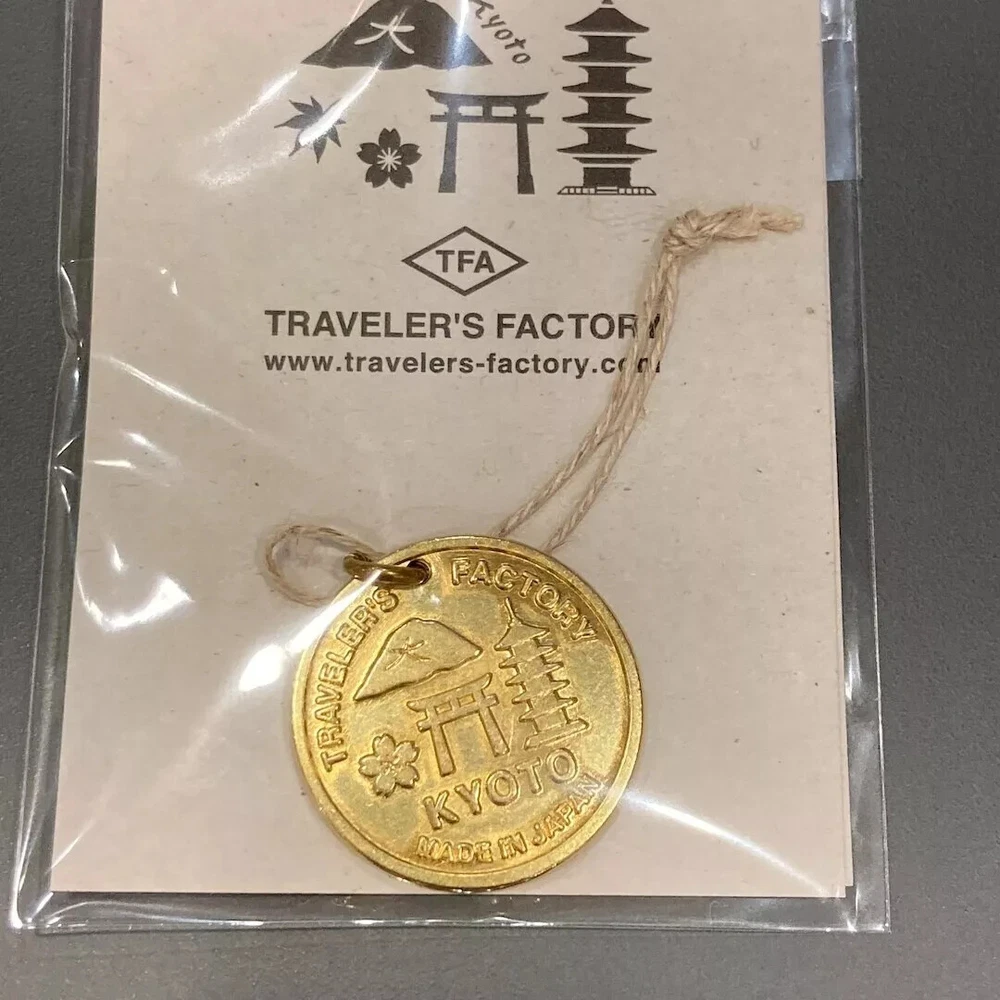 大
Kyoto
TFA
TRAVELER'S FACTORY
www.travelers-factory.com
TRAVELER'S FACTORY
大
KYOTO
MADE IN JAPAN